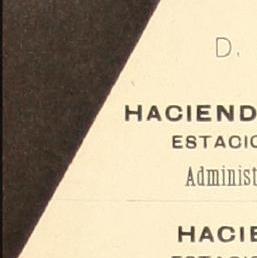 D.
HACIEND
ESTACIO
Administ
HACIE